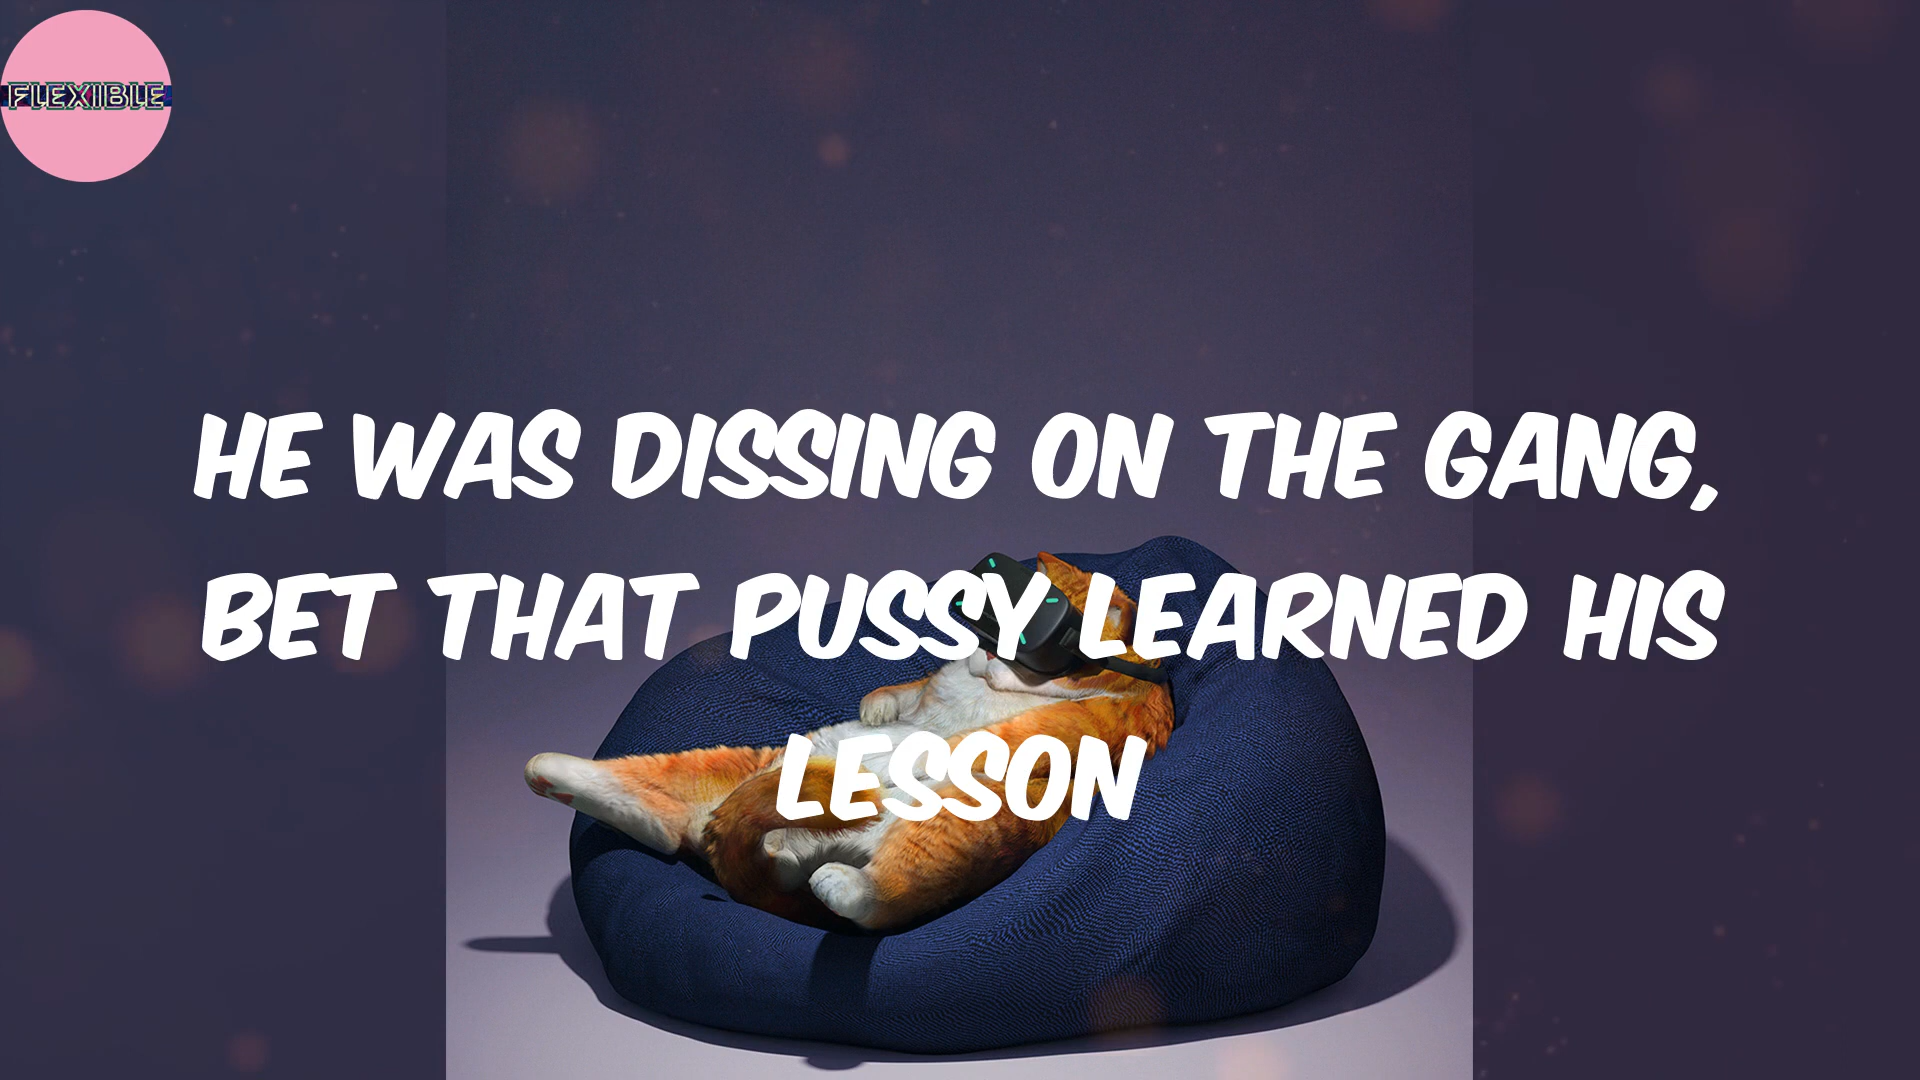 FLEXIBLE
HE WAS DISSING ON THE GANG,
BET THAT PUSSY LEARNED HIS
LESSON